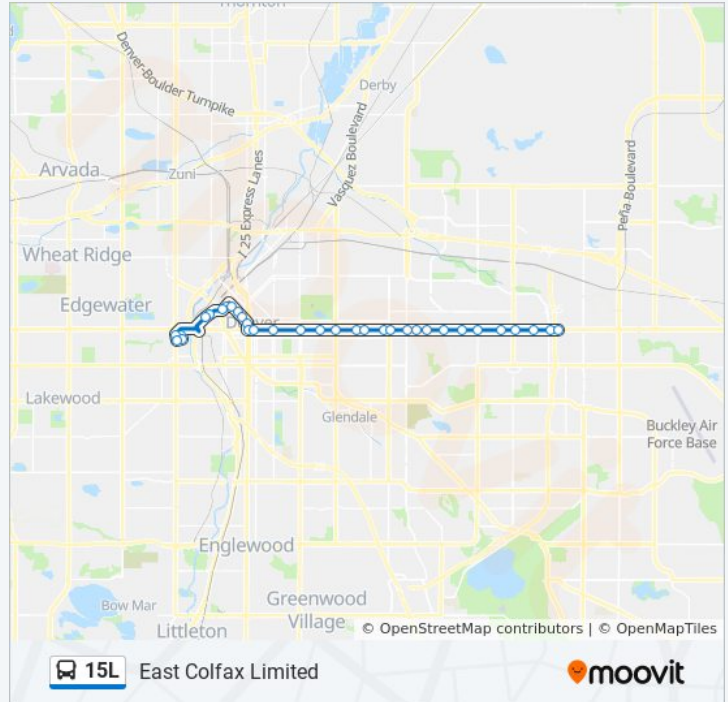 Thornton
Denver-Boulder Turnpike
Derby
Arvada
Zuni
Vasquez Boulevard
I 25 Express Lanes
Peña Boulevard
Wheat Ridge
Edgewater
Denver
Lakewood
Glendale
Buckley Air
Force Base
Englewood
Bow Mar
Greenwood
Village
Littleton
© OpenStreetMap contributors | © OpenMapTiles
15L East Colfax Limited
moovit